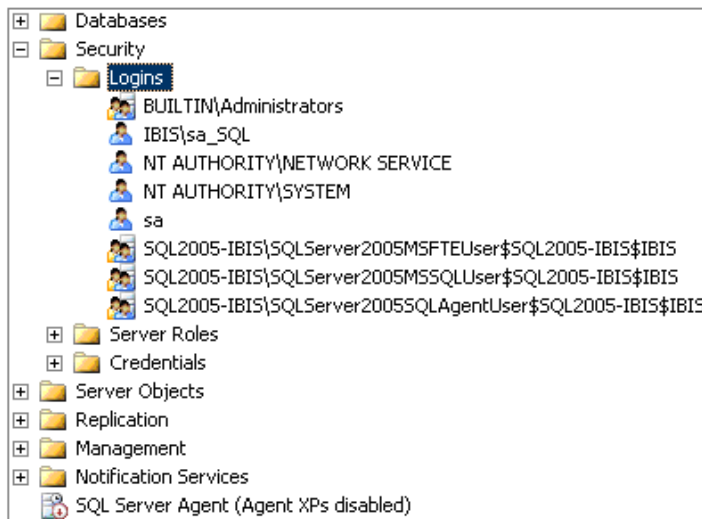 Databases
Security
Logins
BUILTIN\Administrators
IBIS\sa_SQL
NT AUTHORITY\NETWORK SERVICE
NT AUTHORITY\SYSTEM
sa
SQL2005-IBIS\SQLServer2005MSFTEUser$SQL2005-IBIS$IBIS
SQL2005-IBIS\SQLServer2005MSSQLUser$SQL2005-IBIS$IBIS
SQL2005-IBIS\SQLServer2005SQLAgentUser$SQL2005-IBIS$IBIS
Server Roles
Credentials
Server Objects
Replication
Management
Notification Services
SQL Server Agent (Agent XPs disabled)